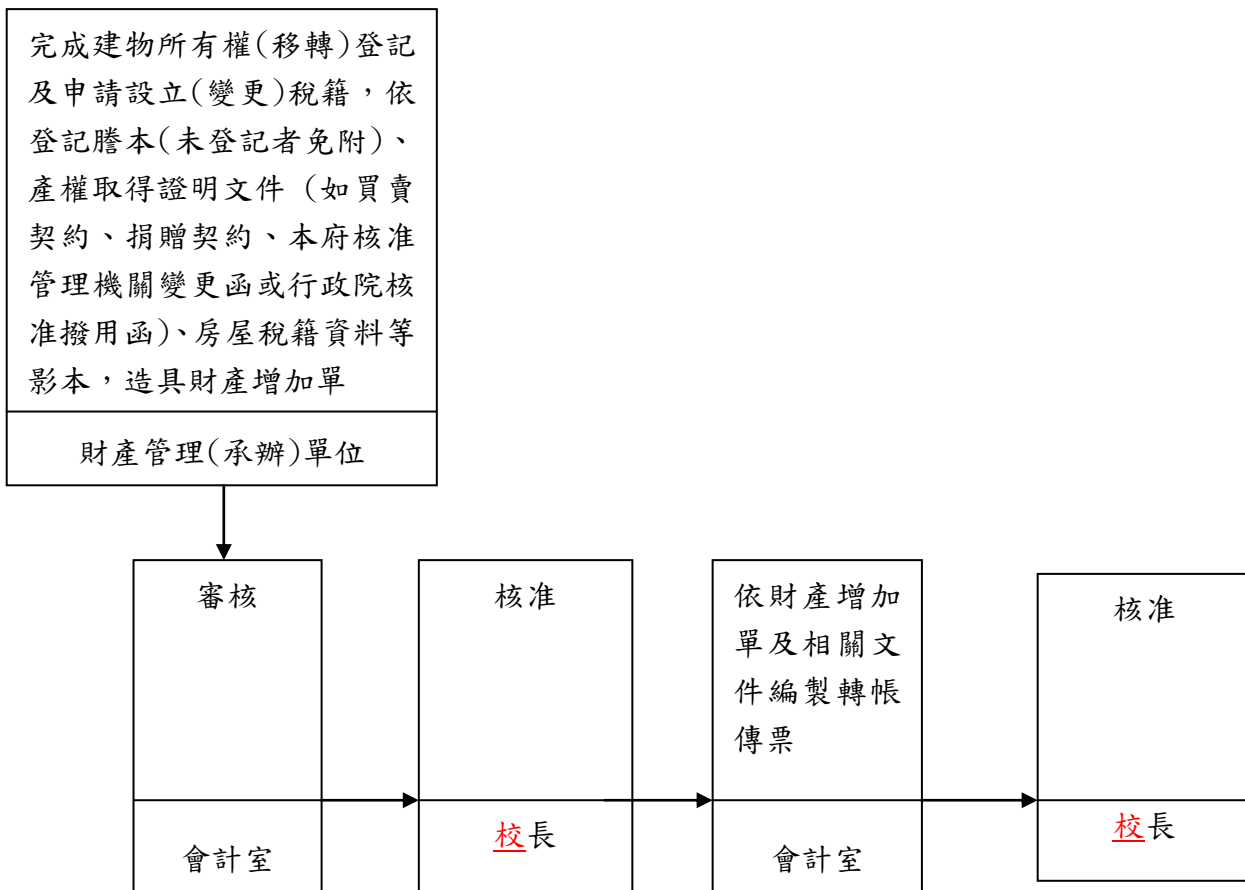 完成建物所有權(移轉)登記
及申請設立(變更)稅籍，依
登記謄本(未登記者免附)、
產權取得證明文件（如買賣
契約、捐贈契約、本府核准
管理機關變更函或行政院核
准撥用函)、房屋稅籍資料等
影本，造具財產增加單
財產管理(承辦)單位
審核
會計室
核准
校長
依財產增加
單及相關文
件編製轉帳
傳票
會計室
核准
校長